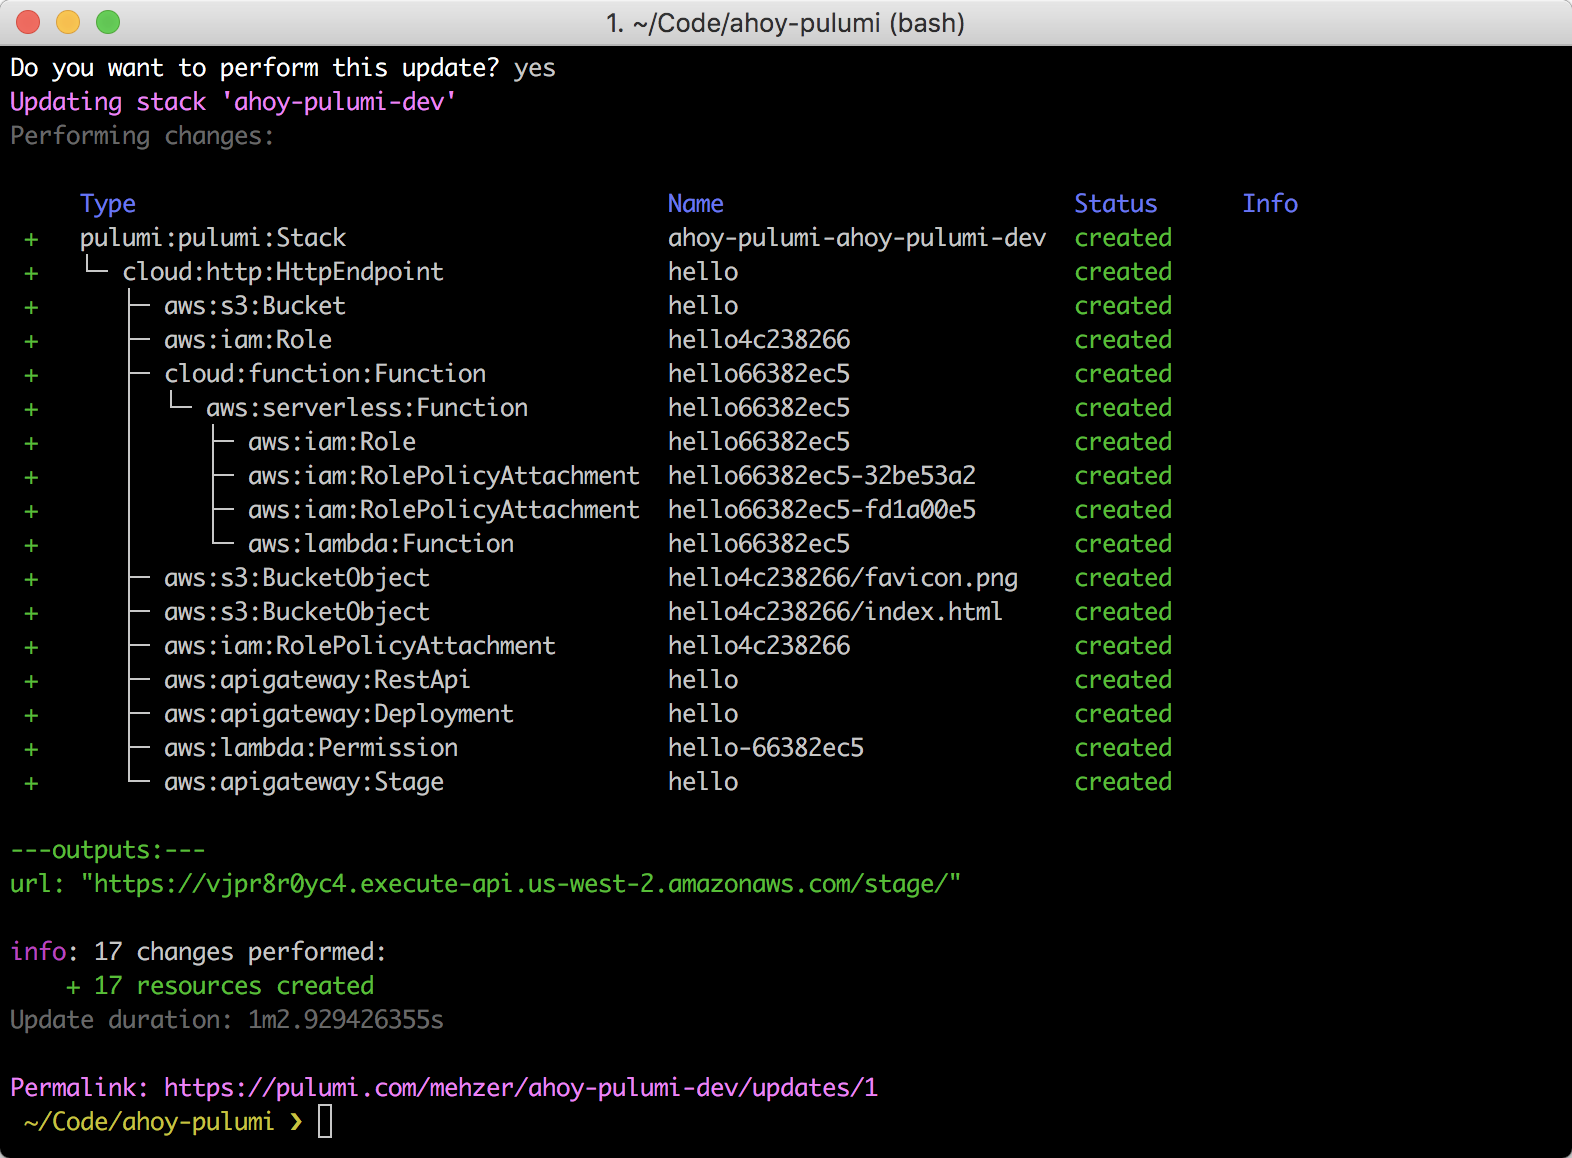 1. ~/Code/ahoy-pulumi (bash)
Do you want to perform this update? yes
Updating stack 'ahoy-pulumi-dev'
Performing changes:
Type Name Status Info
+ pulumi:pulumi:Stack ahoy-pulumi-ahoy-pulumi-dev created
+ └─ cloud:http:HttpEndpoint hello created
+ ├─ aws:s3:Bucket hello created
+ ├─ aws:iam:Role hello4c238266 created
+ ├─ cloud:function:Function hello66382ec5 created
+ │ └─ aws:serverless:Function hello66382ec5 created
+ │ ├─ aws:iam:Role hello66382ec5 created
+ │ ├─ aws:iam:RolePolicyAttachment hello66382ec5-32be53a2 created
+ │ ├─ aws:iam:RolePolicyAttachment hello66382ec5-fd1a00e5 created
+ │ └─ aws:lambda:Function hello66382ec5 created
+ ├─ aws:s3:BucketObject hello4c238266/favicon.png created
+ ├─ aws:s3:BucketObject hello4c238266/index.html created
+ ├─ aws:iam:RolePolicyAttachment hello4c238266 created
+ ├─ aws:apigateway:RestApi hello created
+ ├─ aws:apigateway:Deployment hello created
+ ├─ aws:lambda:Permission hello-66382ec5 created
+ └─ aws:apigateway:Stage hello created
---outputs:---
url: "https://vjpr8r0yc4.execute-api.us-west-2.amazonaws.com/stage/"
info: 17 changes performed:
+ 17 resources created
Update duration: 1m2.929426355s
Permalink: https://pulumi.com/mehzer/ahoy-pulumi-dev/updates/1
~/Code/ahoy-pulumi ❯